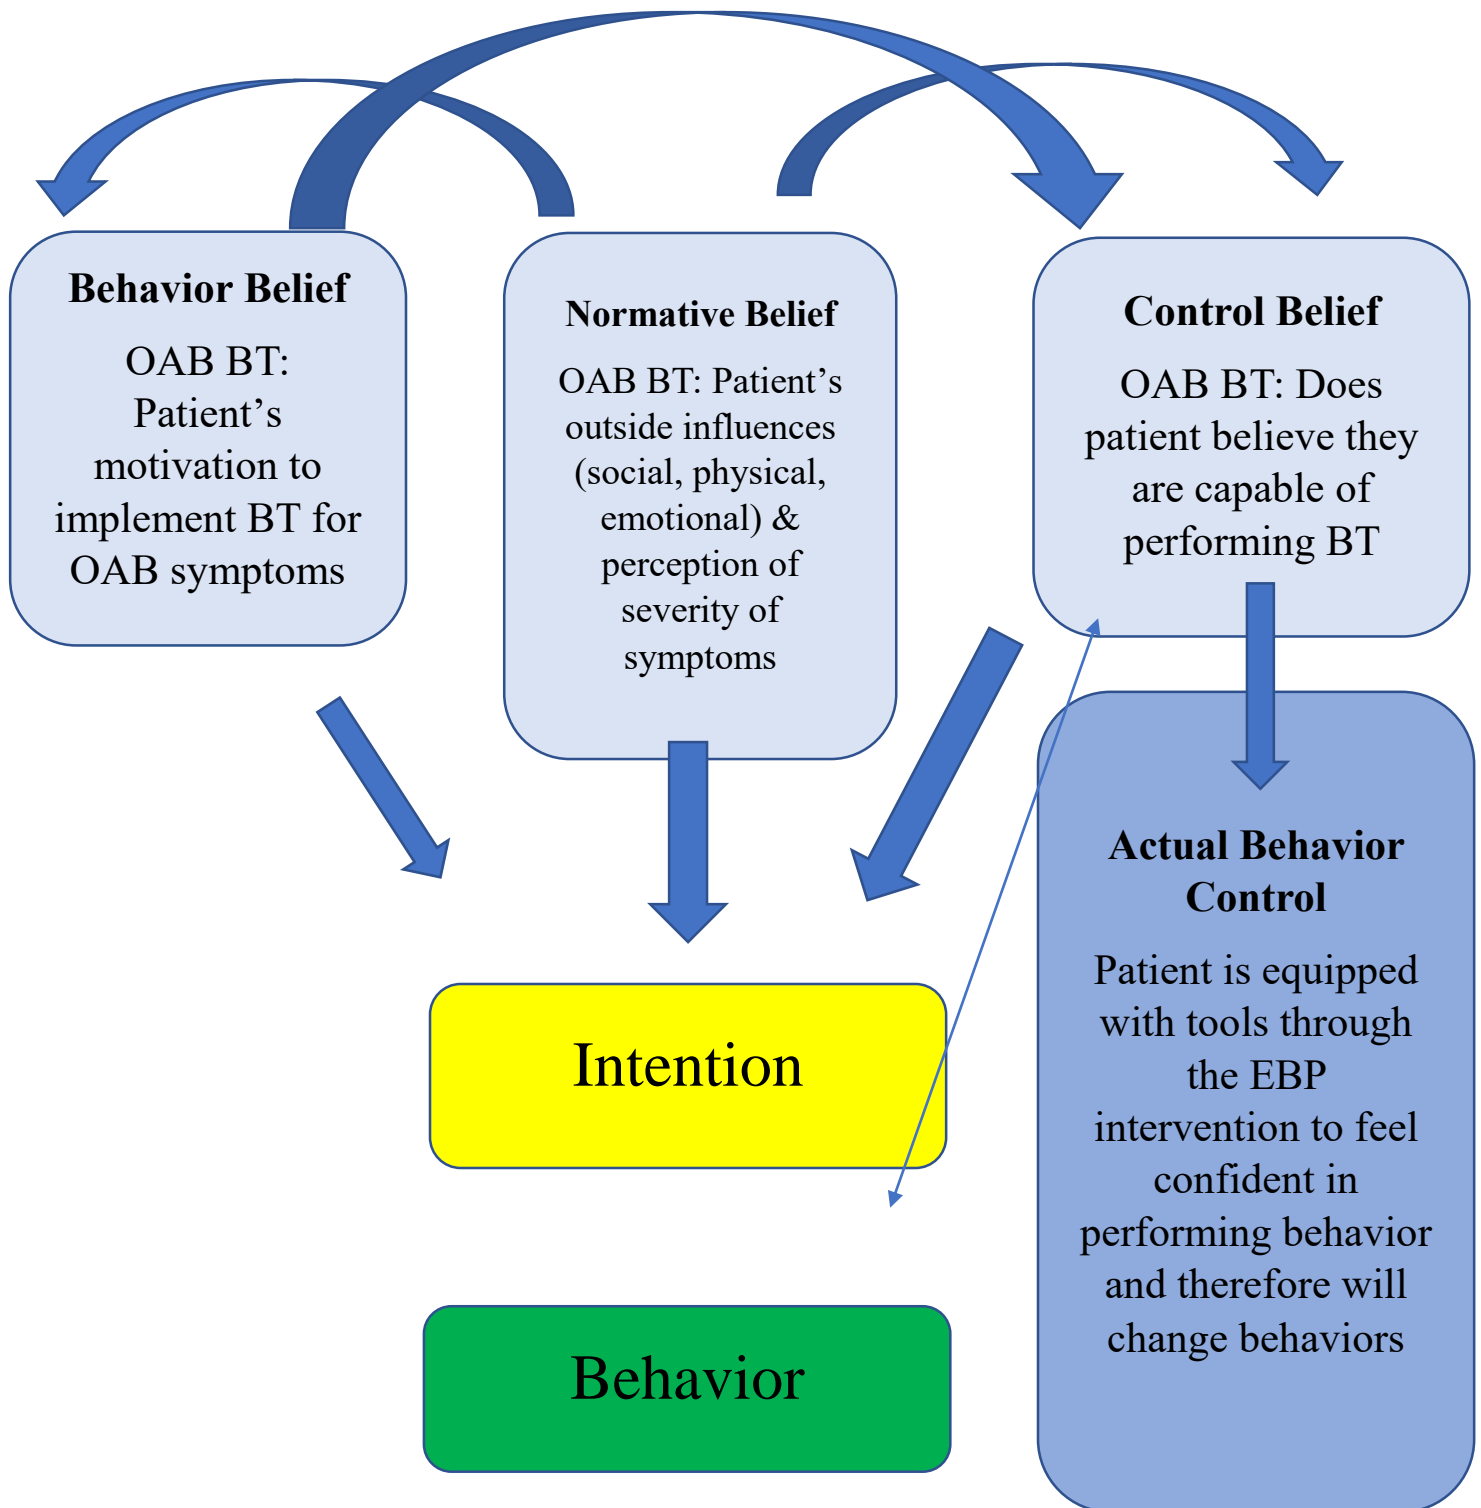 Behavior Belief
OAB BT:
Patient’s
motivation to
implement BT for
OAB symptoms
Normative Belief
OAB BT: Patient’s
outside influences
(social, physical,
emotional) &
perception of
severity of
symptoms
Control Belief
OAB BT: Does
patient believe they
are capable of
performing BT
Actual Behavior
Control
Patient is equipped
with tools through
the EBP
intervention to feel
confident in
performing behavior
and therefore will
change behaviors
Intention
Behavior